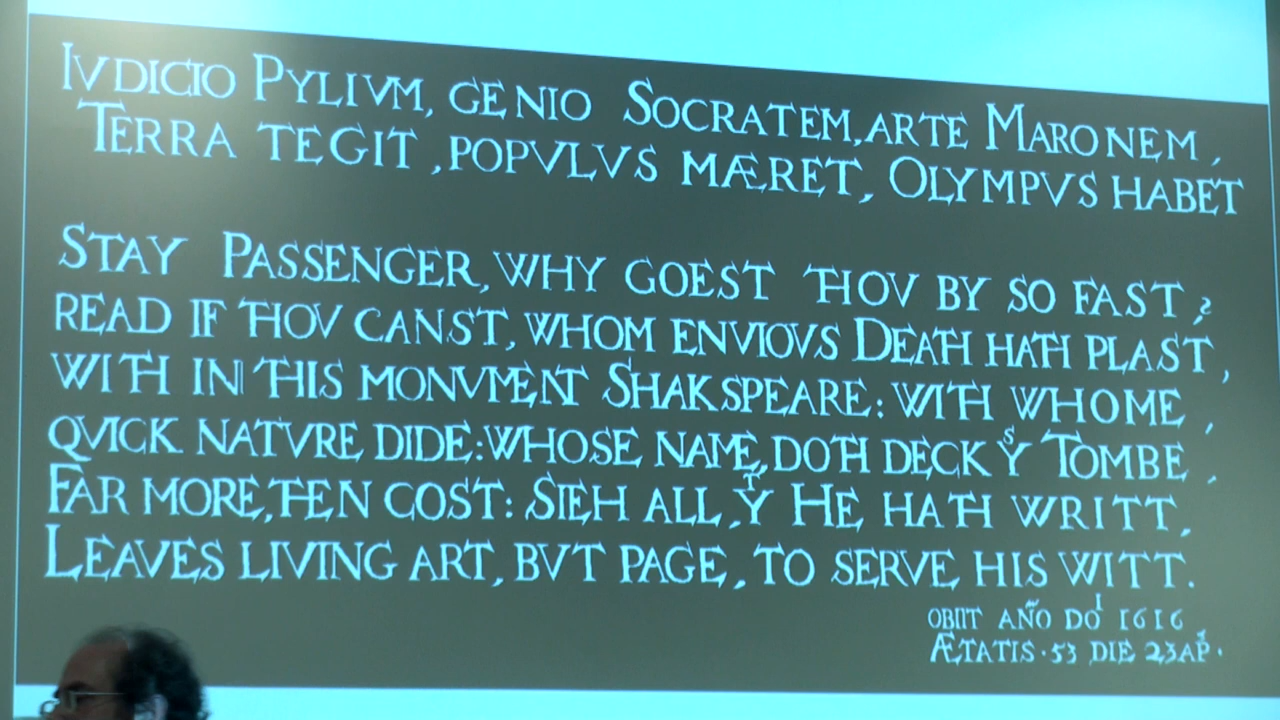 IVDICIO PYLIVM, GENIO SOCRATEM, ARTE MARONEM,
TERRA TEGIT, POPVLVS MÆRET, OLYMPVS HABET
STAY PASSENGER, WHY GOEST THOV BY SO FAST,?
READ IF THOV CANST, WHOM ENVIOVS DEATH HATH PLAST,
WITH IN THIS MONVMENT SHAKSPEARE: WITH WHOME,
QVICK NATVRE DIDE: WHOSE NAME, DOTH DECK Yˢ TOMBE,
FAR MORE, THEN COST: SIEH ALL, Yᵀ HE HATH WRITT,
LEAVES LIVING ART, BVT PAGE, TO SERVE HIS WITT.
OBIIT AÑO DOⁱ 1616
ÆTATIS·53 DIE 23 AP.